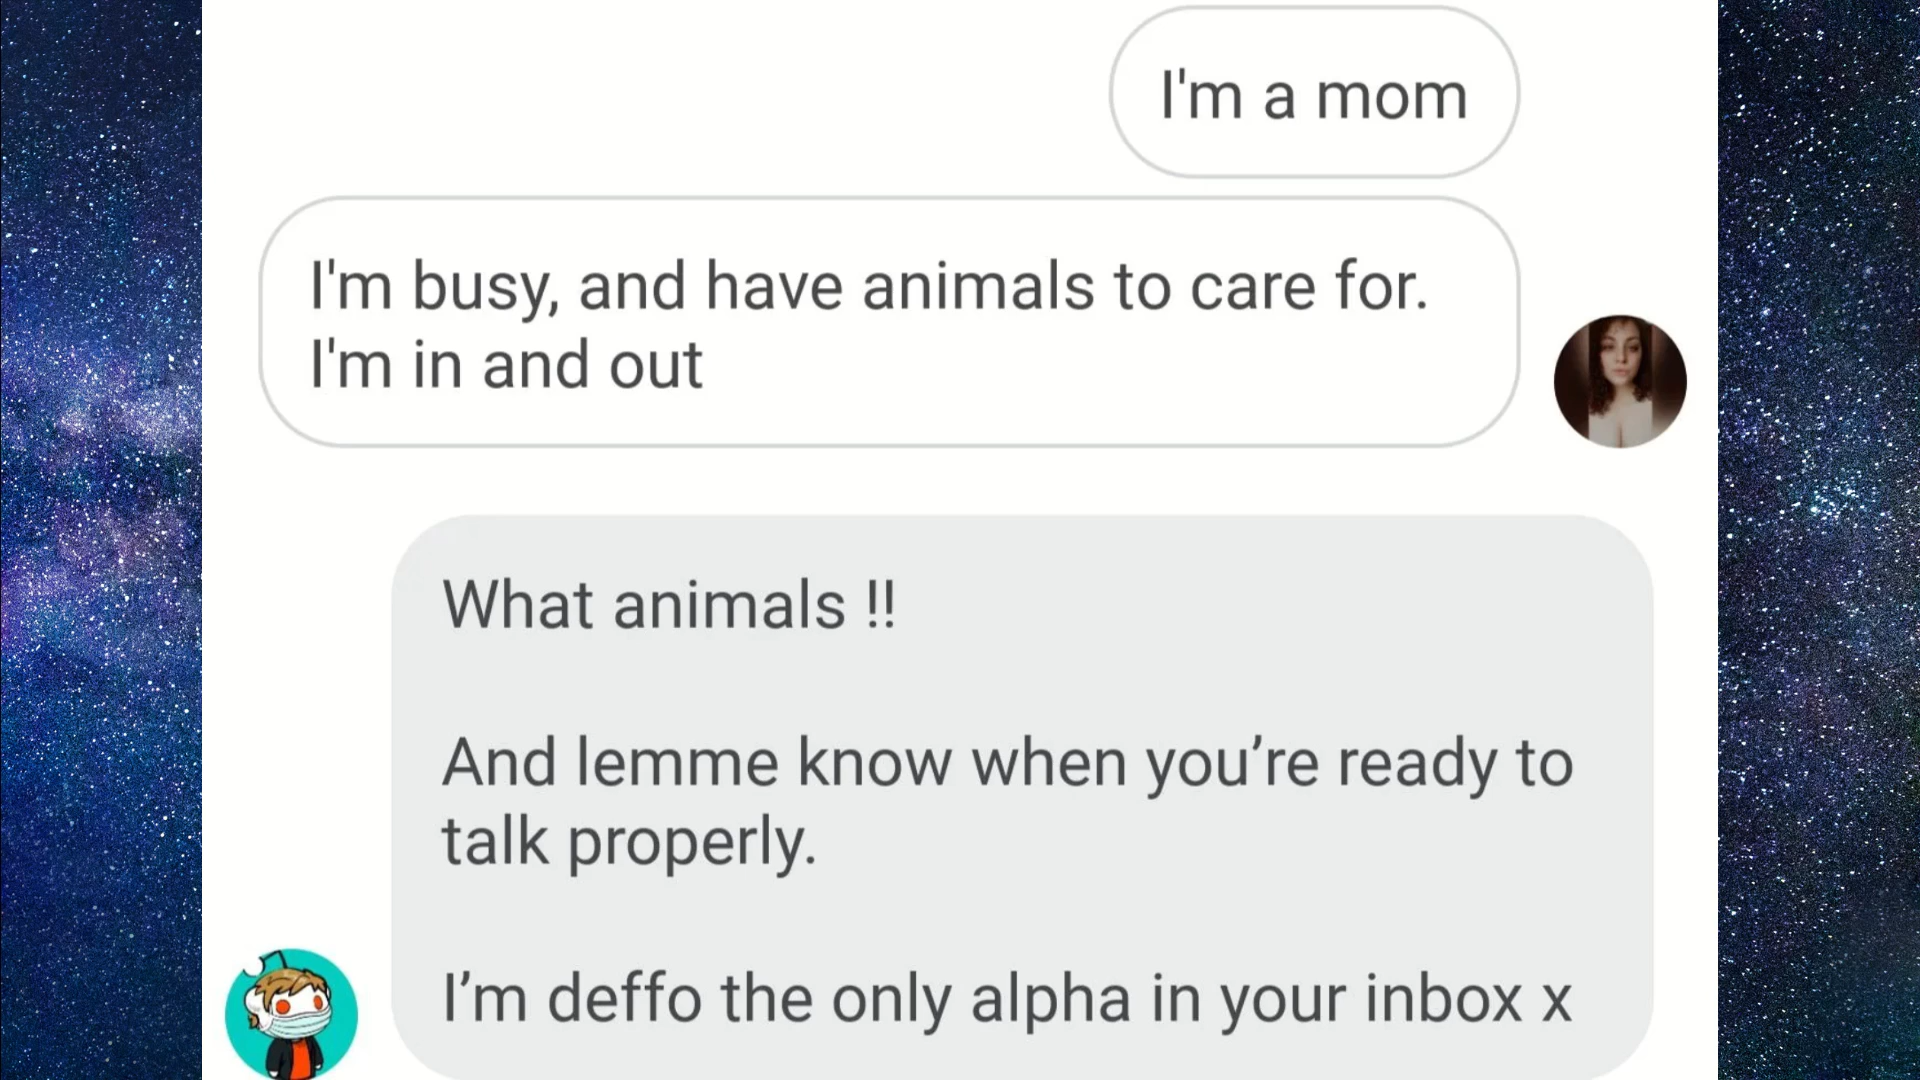 I'm a mom
I'm busy, and have animals to care for.
I'm in and out
What animals !!
And lemme know when you’re ready to
talk properly.
I’m deffo the only alpha in your inbox x